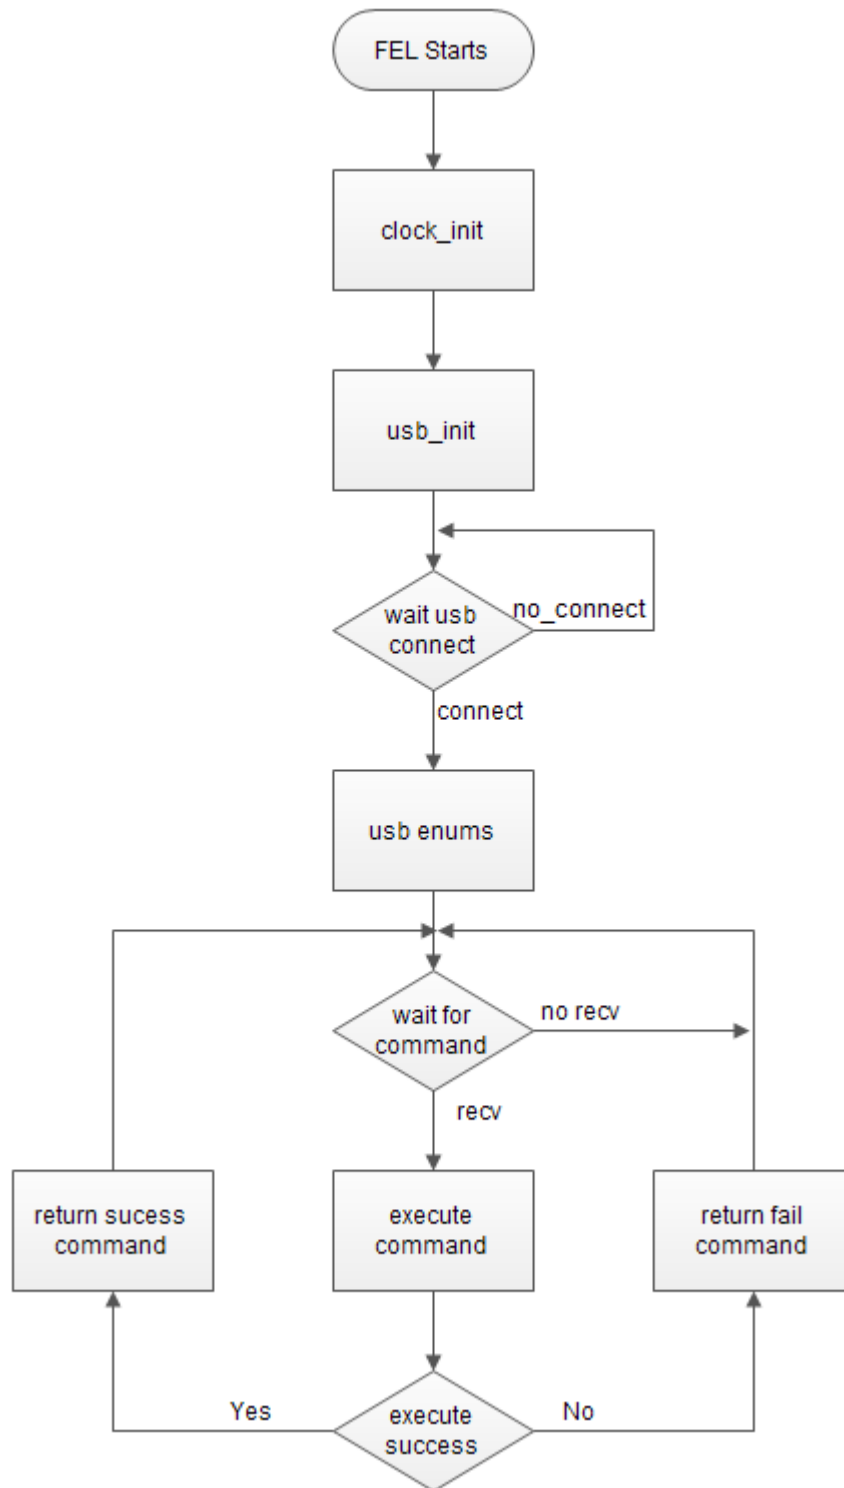 FEL Starts
clock_init
usb_init
wait usb
connect
no_connect
connect
usb enums
wait for
command
no recv
recv
return sucess
command
execute
command
return fail
command
Yes
execute
success
No